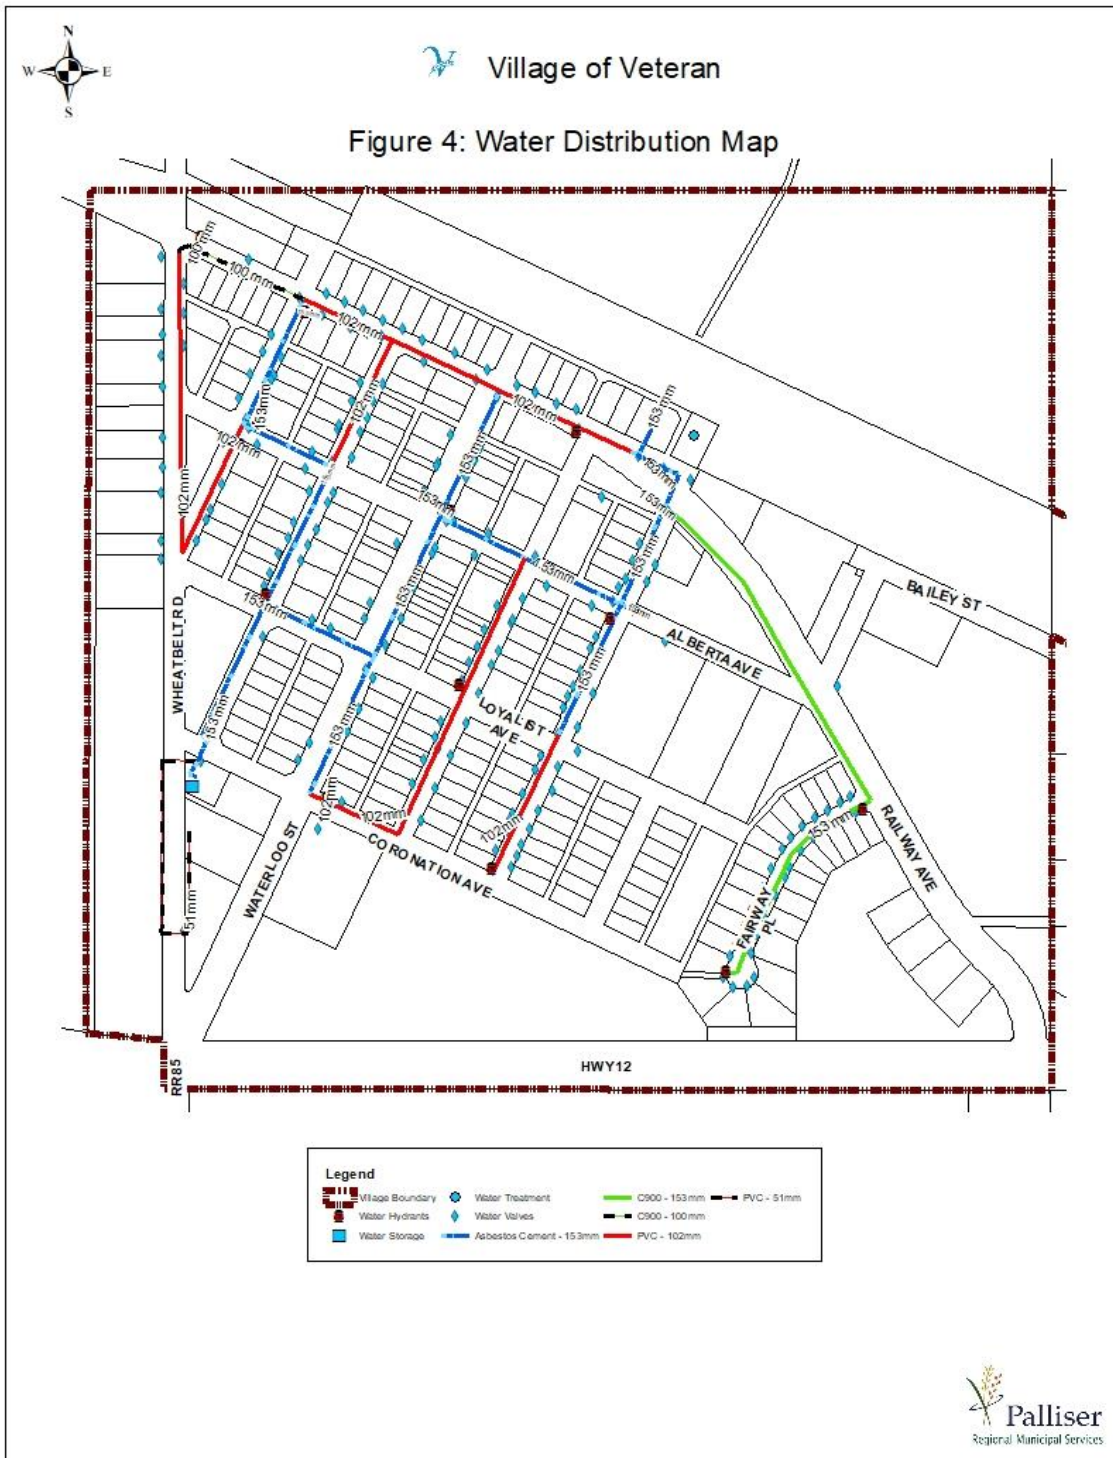 N
W E
S
Village of Veteran
Figure 4: Water Distribution Map
100mm
100mm
102mm
153mm
102mm
102mm
102mm
153mm
153mm
153mm
153mm
102mm
153mm
153mm
153mm
153mm
153mm
153mm
153mm
153mm
153mm
102mm
102mm
102mm
153mm
51mm
BAILEY ST
ALBERTA AVE
LOYALIST
AVE
WHEATBELT RD
WATERLOO ST
CORONATION AVE
RAILWAY AVE
FAIRWAY
PL
HWY12
RR85
Legend
Village Boundary
Water Hydrants
Water Storage
Water Treatment
Water Valves
Asbestos Cement - 153mm
C900 - 153mm
C900 - 100mm
PVC - 102mm
PVC - 51mm
Palliser
Regional Municipal Services